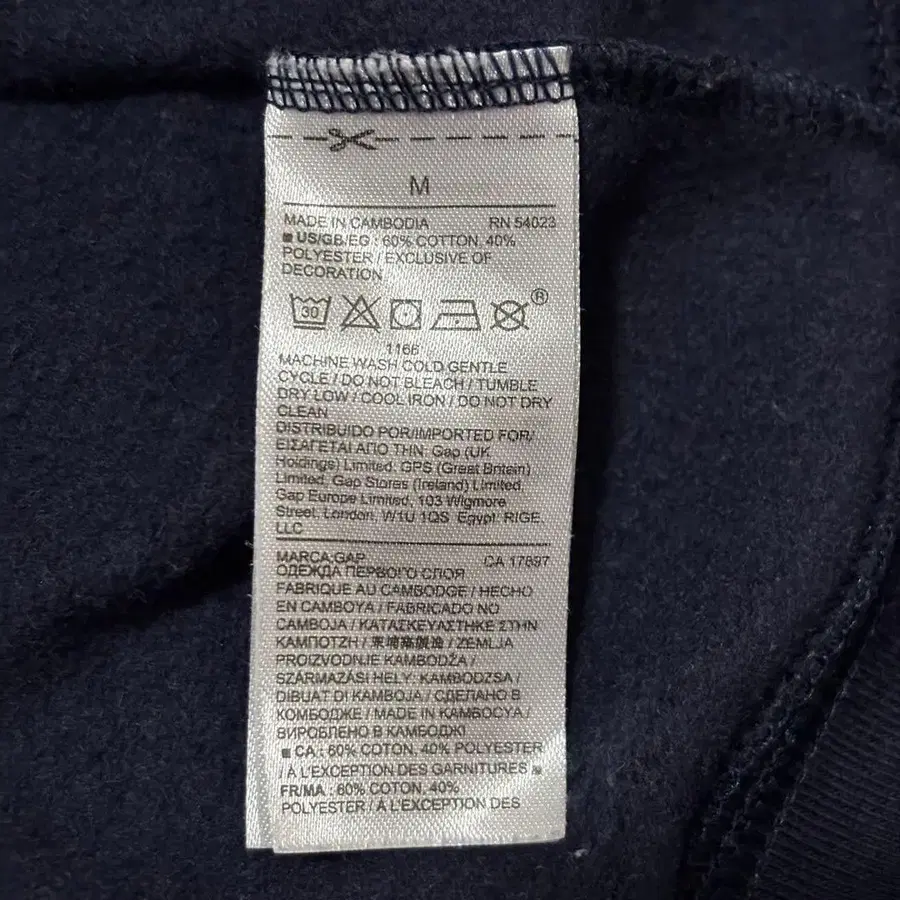 M
MADE IN CAMBODIA RN 54023
US/GB/EG : 60% COTTON, 40%
POLYESTER / EXCLUSIVE OF
DECORATION
30 ®
1166
MACHINE WASH COLD GENTLE
CYCLE / DO NOT BLEACH / TUMBLE
DRY LOW / COOL IRON / DO NOT DRY
CLEAN
DISTRIBUIDO POR/IMPORTED FOR/
ΕΙΣΑΓΕΤΑΙ ΑΠΟ ΤΗΝ: Gap (UK
Holdings) Limited, GPS (Great Britain)
Limited, Gap Stores (Ireland) Limited,
Gap Europe Limited, 103 Wigmore
Street, London, W1U 1QS Egypt: RIGE,
LLC
MARCA:GAP CA 17897
ОДЕЖДА ПЕРВОГО СЛОЯ
FABRIQUE AU CAMBODGE / HECHO
EN CAMBOYA / FABRICADO NO
CAMBOJA / ΚΑΤΑΣΚΕΥΑΣΤΗΚΕ ΣΤΗΝ
ΚΑΜΠΟΤΖΗ / 柬埔寨製造 / ZEMLJA
PROIZVODNJE KAMBODŽA /
SZÁRMAZÁSI HELY: KAMBODZSA /
DIBUAT DI KAMBOJA / СДЕЛАНО В
КОМБОДЖЕ / MADE IN KAMBOÇYA /
ВИРОБЛЕНО В КАМБОДЖІ
CA : 60% COTON, 40% POLYESTER
/ À L'EXCEPTION DES GARNITURES
FR/MA : 60% COTON, 40%
POLYESTER / À L'EXCEPTION DES